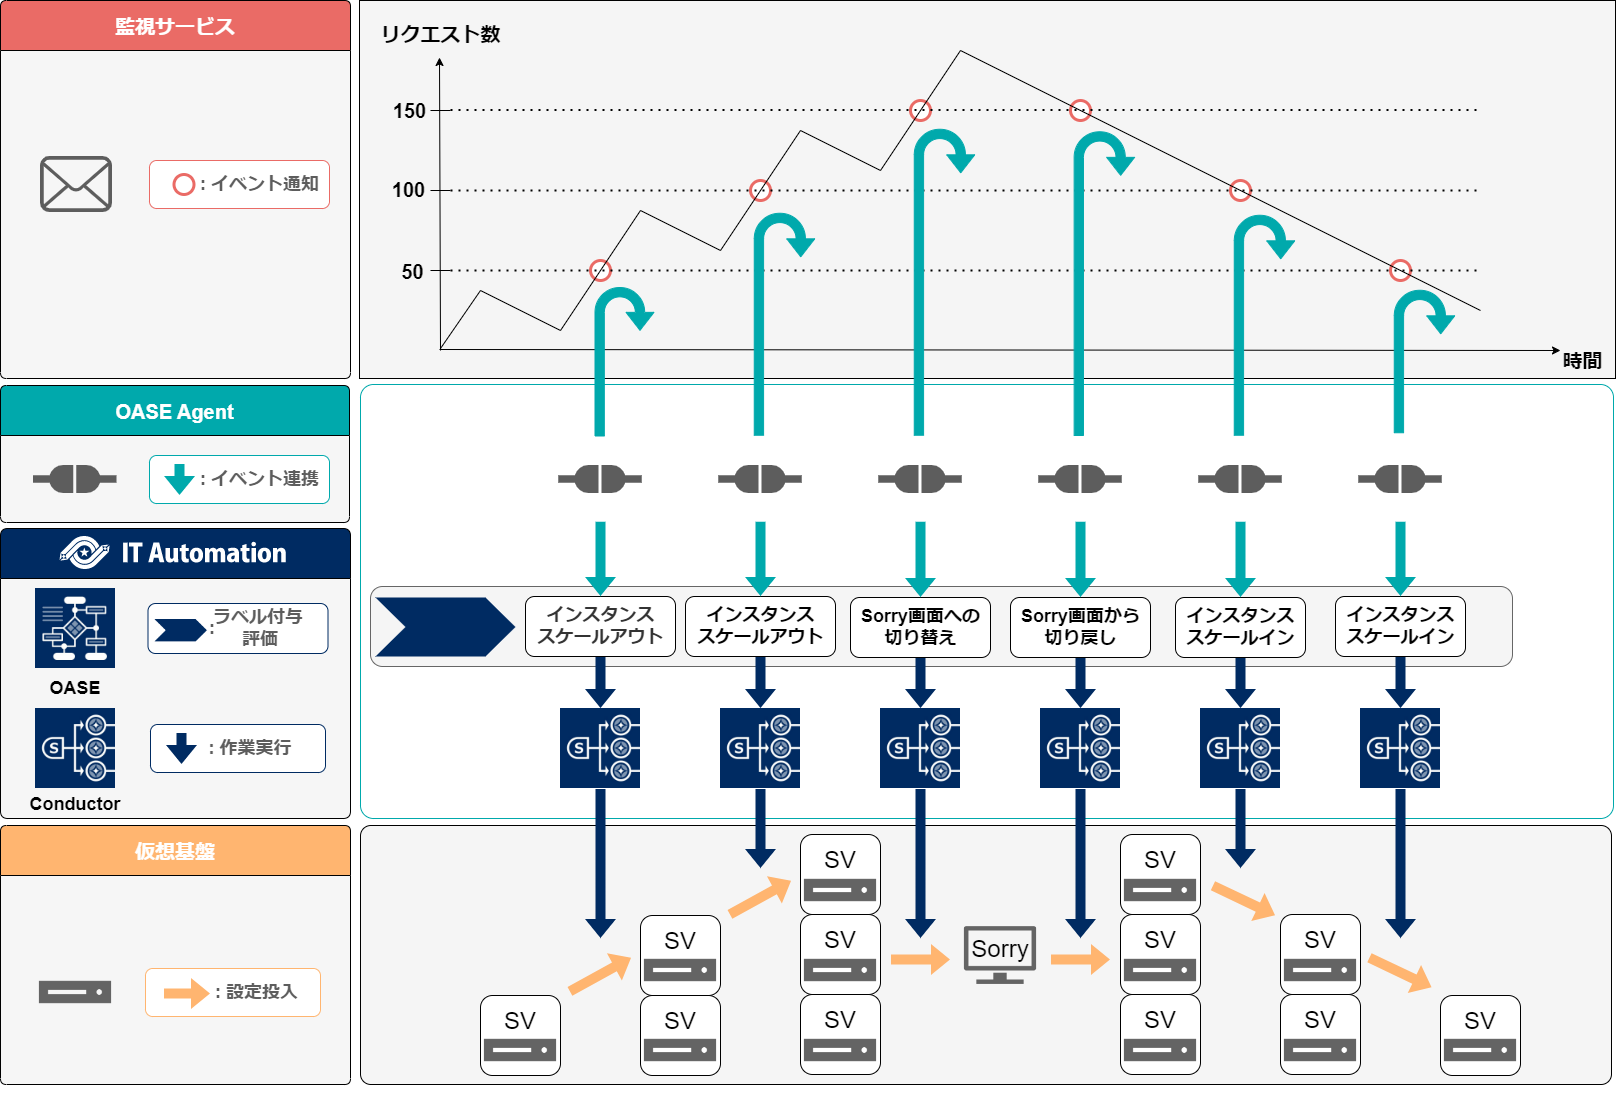 監視サービス
: イベント通知
リクエスト数
150
100
50
時間
OASE Agent
: イベント連携
IT Automation
OASE
: ラベル付与
評価
Conductor
: 作業実行
インスタンス
スケールアウト
インスタンス
スケールアウト
Sorry画面への
切り替え
Sorry画面から
切り戻し
インスタンス
スケールイン
インスタンス
スケールイン
S
S
S
S
S
S
S
仮想基盤
: 設定投入
SV
SV
SV
SV
SV
SV
Sorry
SV
SV
SV
SV
SV
SV